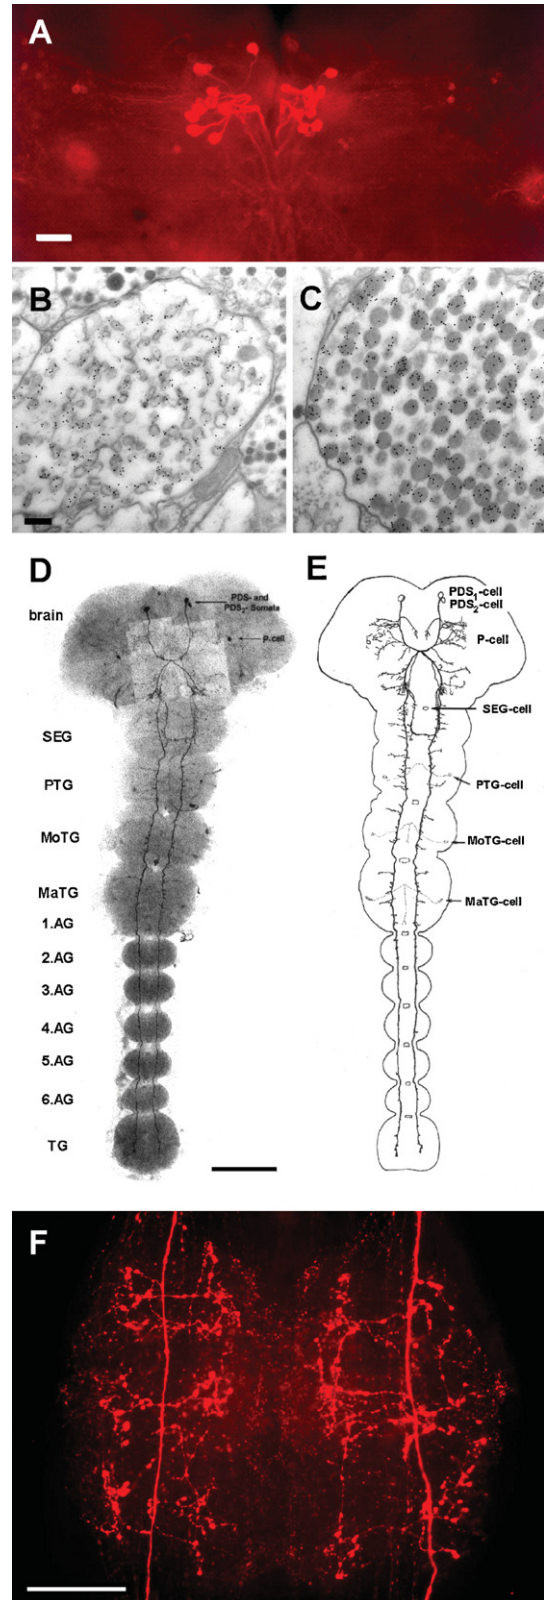 A
B
C
D
brain
PDS- and
PDS2- Somata
P-cell
SEG
PTG
MoTG
MaTG
1.AG
2.AG
3.AG
4.AG
5.AG
6.AG
TG
E
PDS1-cell
PDS2-cell
P-cell
SEG-cell
PTG-cell
MoTG-cell
MaTG-cell
F